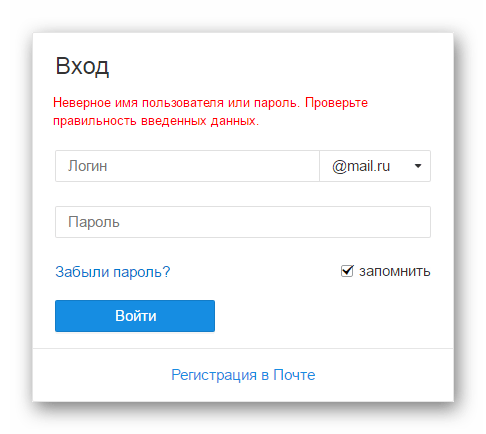 Вход
Неверное имя пользователя или пароль. Проверьте
правильность введенных данных.
Логин @mail.ru
Пароль
Забыли пароль? запомнить
Войти
Регистрация в Почте